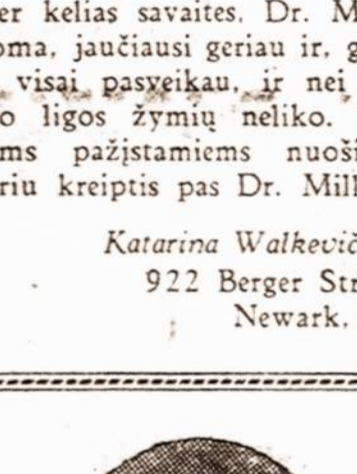 er kelias savaites, Dr. M
oma, jaučiausi geriau ir, g
visai pasveikau, ir nei
o ligos žymių neliko.
ms pažįstamiems nuoši
riu kreiptis pas Dr. Mill
Katarina Walkevič
922 Berger Str
Newark,